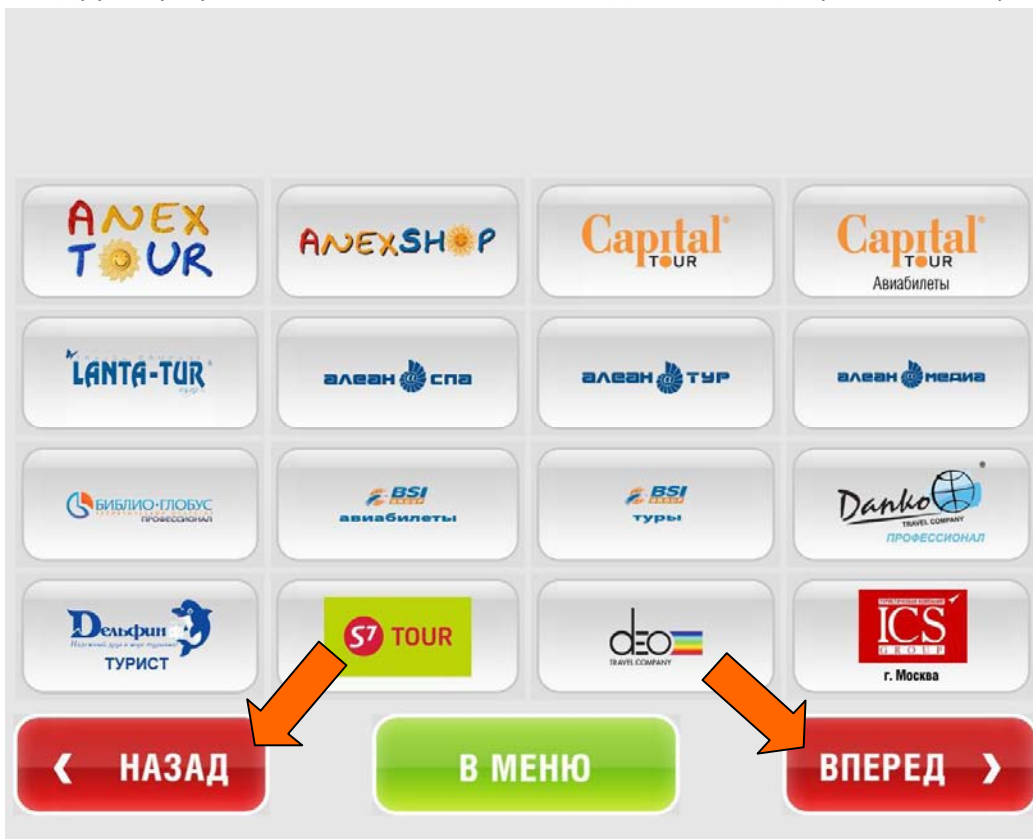 ANEX TOUR
ANEXSHOP
Capital TOUR
Capital TOUR
Авиабилеты
LANTA-TUR
алеан @ спа
алеан @ тур
алеан @ медиа
БИБЛИО-ГЛОБУС
ПРОФЕССИОНАЛ
BSI
GROUP
авиабилеты
BSI
GROUP
туры
Danko
TRAVEL COMPANY
ПРОФЕССИОНАЛ
Дельфин
ТУРИСТ
S7 TOUR
DEO
TRAVEL COMPANY
ICS
GROUP
г. Москва
‹ НАЗАД
В МЕНЮ
ВПЕРЕД ›